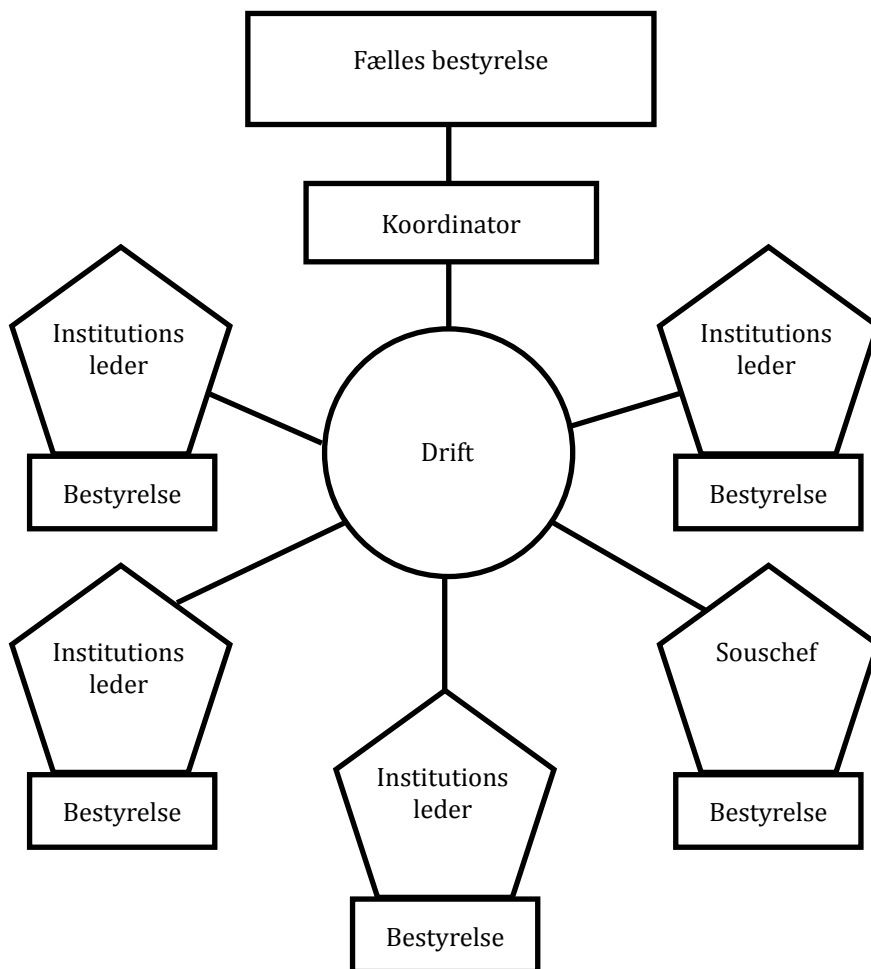 Fælles bestyrelse
Koordinator
Institutions
leder
Bestyrelse
Institutions
leder
Bestyrelse
Drift
Institutions
leder
Bestyrelse
Souschef
Bestyrelse
Institutions
leder
Bestyrelse